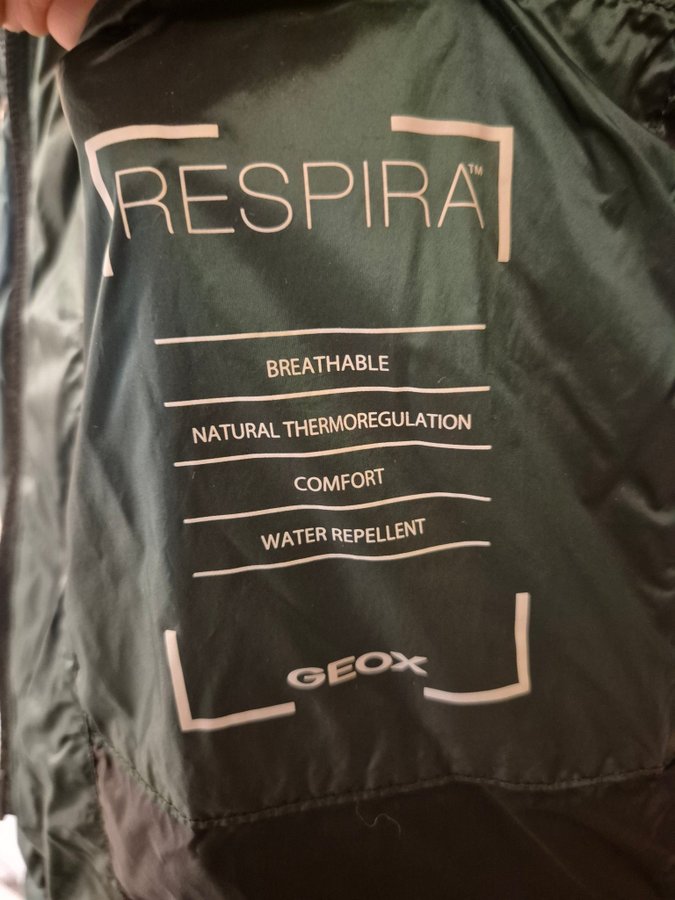 RESPIRA™
BREATHABLE
NATURAL THERMOREGULATION
COMFORT
WATER REPELLENT
GEOX